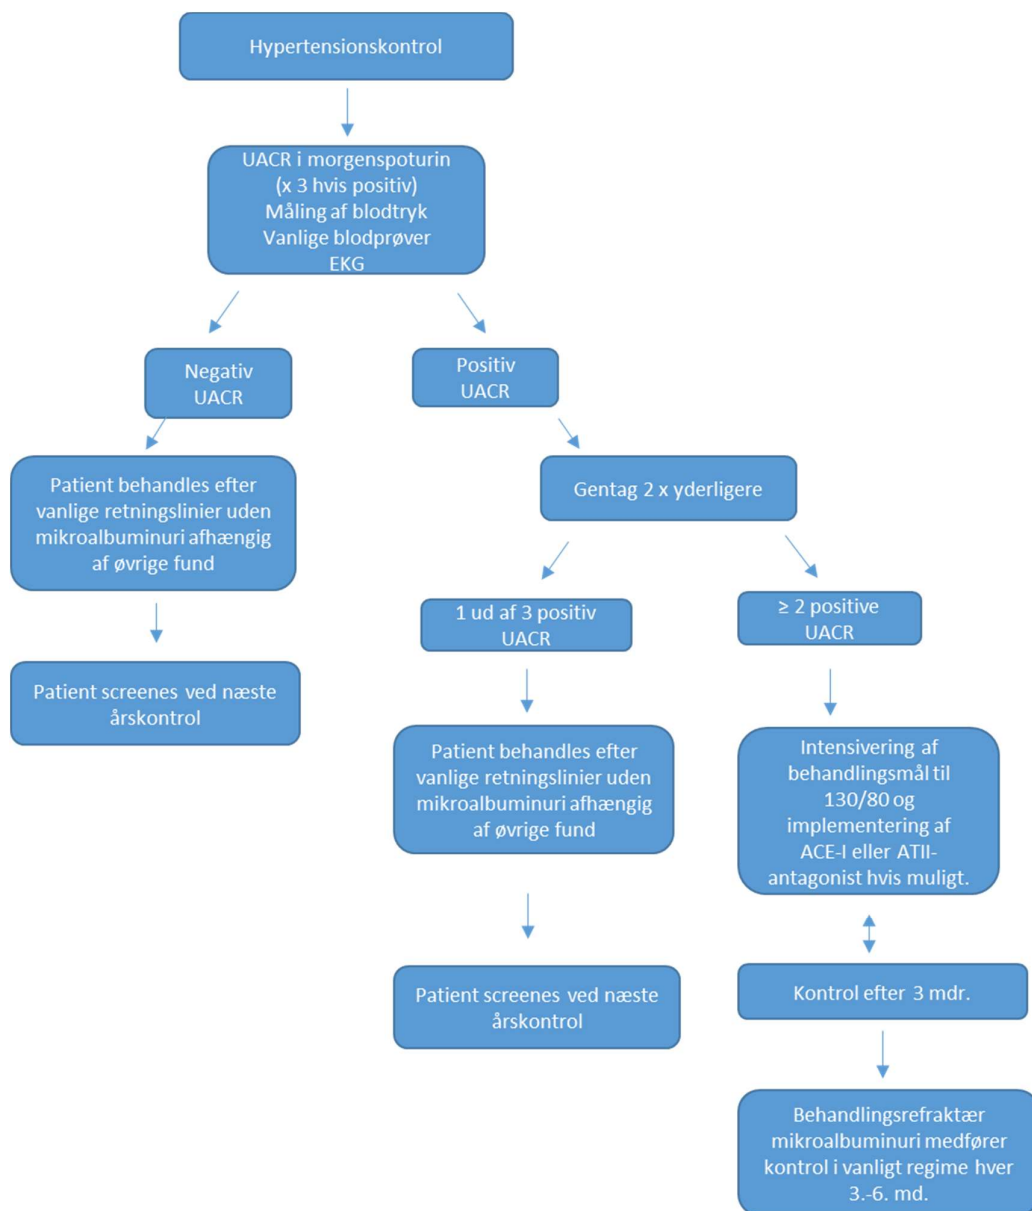 Hypertensionskontrol
UACR i morgenspoturin
(x 3 hvis positiv)
Måling af blodtryk
Vanlige blodprøver
EKG
Negativ
UACR
Positiv
UACR
Patient behandles efter
vanlige retningslinier uden
mikroalbuminuri afhængig
af øvrige fund
Gentag 2 x yderligere
1 ud af 3 positiv
UACR
≥ 2 positive
UACR
Patient screenes ved næste
årskontrol
Patient behandles efter
vanlige retningslinier uden
mikroalbuminuri afhængig
af øvrige fund
Intensivering af
behandlingsmål til
130/80 og
implementering af
ACE-I eller ATII-
antagonist hvis muligt.
Patient screenes ved næste
årskontrol
Kontrol efter 3 mdr.
Behandlingsrefraktær
mikroalbuminuri medfører
kontrol i vanligt regime hver
3.-6. md.